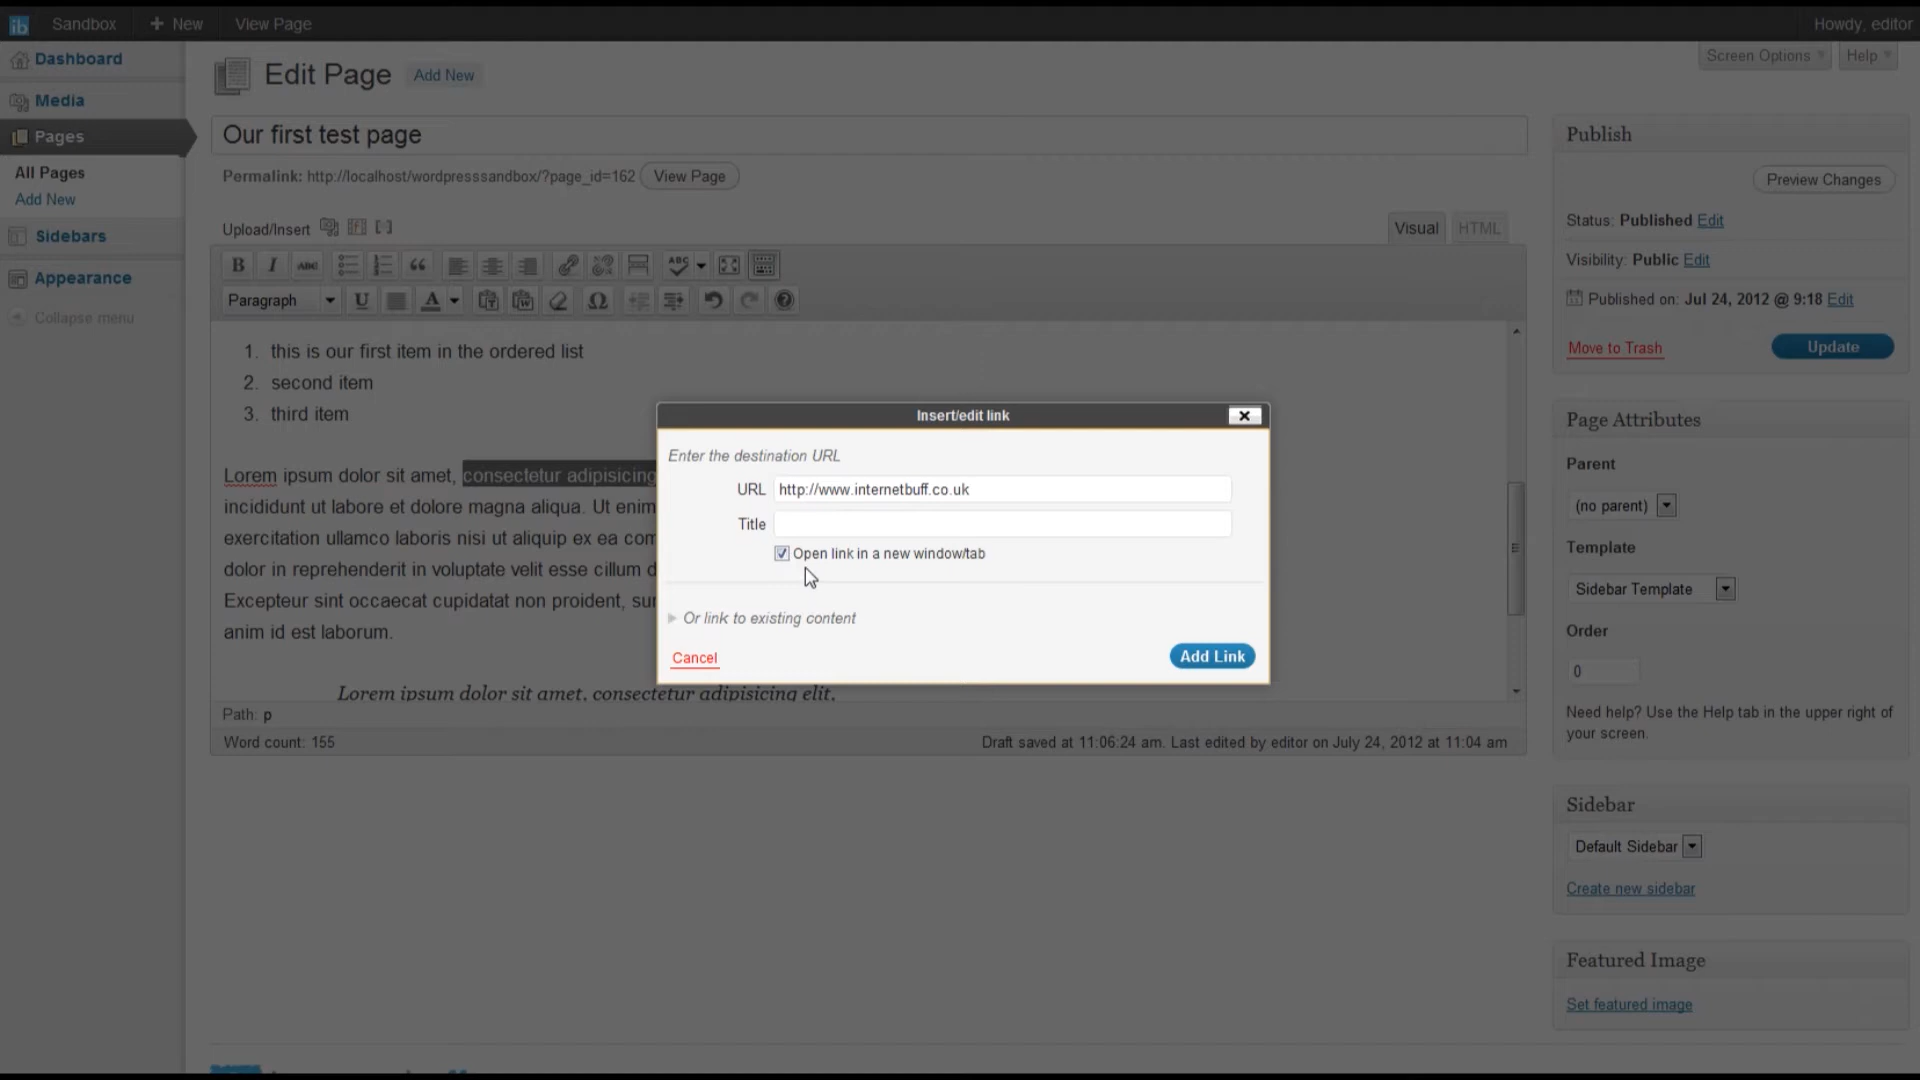 ib Sandbox + New View Page Howdy, editor
Dashboard
Media
Pages
All Pages
Add New
Sidebars
Appearance
Collapse menu
Screen Options Help
Edit Page Add New
Our first test page
Permalink: http://localhost/wordpresssandbox/?page_id=162 View Page
Upload/Insert
Visual HTML
B I ABC ABC
Paragraph U A Ω
1. this is our first item in the ordered list
2. second item
3. third item
Lorem ipsum dolor sit amet, consectetur adipisicing
incididunt ut labore et dolore magna aliqua. Ut enim
exercitation ullamco laboris nisi ut aliquip ex ea com
dolor in reprehenderit in voluptate velit esse cillum d
Excepteur sint occaecat cupidatat non proident, sun
anim id est laborum.
Lorem ipsum dolor sit amet, consectetur adipisicing elit,
Path: p
Word count: 155
Draft saved at 11:06:24 am. Last edited by editor on July 24, 2012 at 11:04 am
Insert/edit link
Enter the destination URL
URL http://www.internetbuff.co.uk
Title
Open link in a new window/tab
Or link to existing content
Cancel Add Link
Publish
Preview Changes
Status: Published Edit
Visibility: Public Edit
Published on: Jul 24, 2012 @ 9:18 Edit
Move to Trash Update
Page Attributes
Parent
(no parent)
Template
Sidebar Template
Order
0
Need help? Use the Help tab in the upper right of
your screen.
Sidebar
Default Sidebar
Create new sidebar
Featured Image
Set featured image